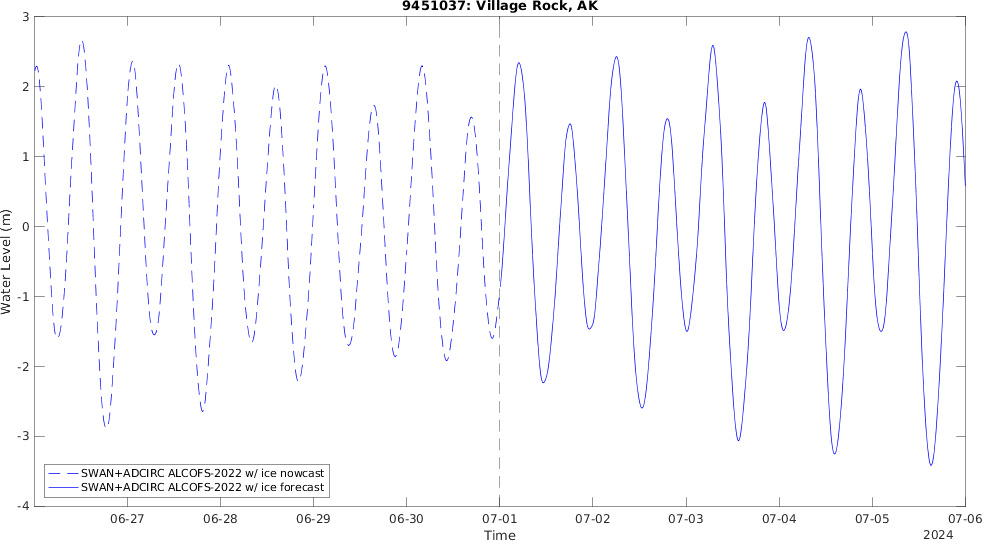 9451037: Village Rock, AK
3
2
1
0
-1
-2
-3
-4
Water Level (m)
SWAN+ADCIRC ALCOFS-2022 w/ ice nowcast
SWAN+ADCIRC ALCOFS-2022 w/ ice forecast
06-27 06-28 06-29 06-30 07-01 07-02 07-03 07-04 07-05 07-06
Time
2024